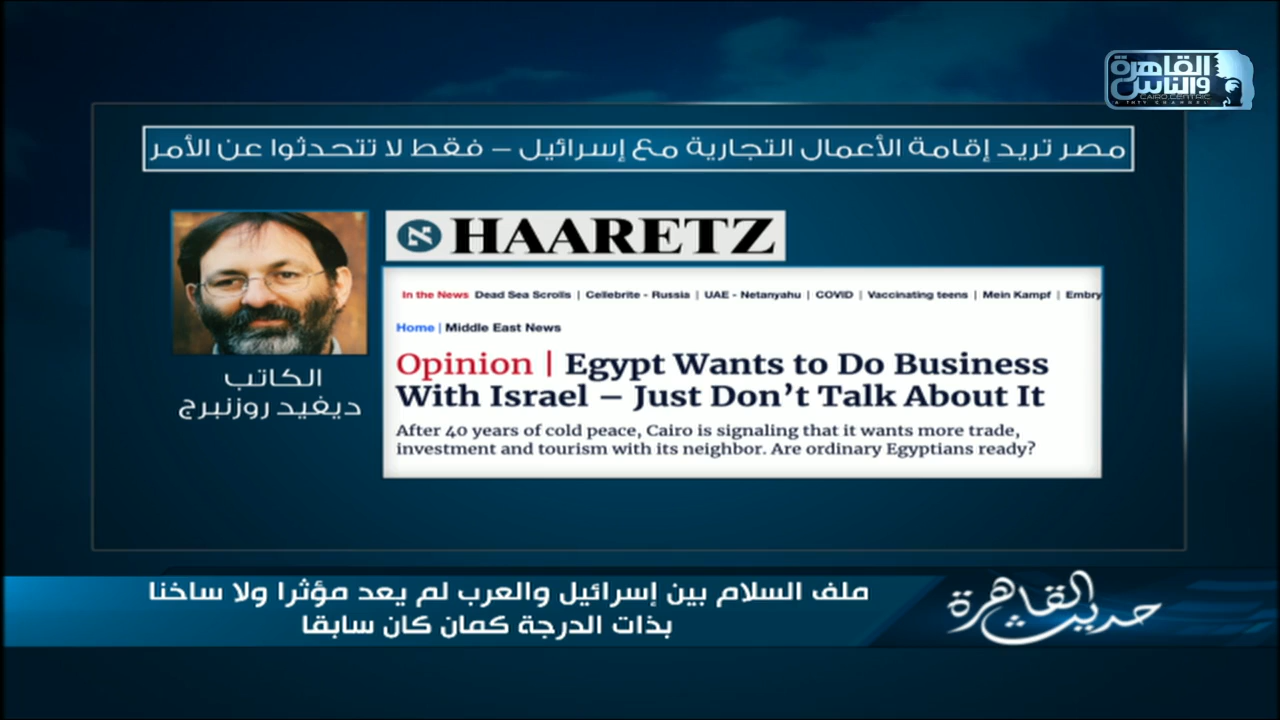 القاهرة
والناس
CAIRO.CENTRIC
مصر تريد إقامة الأعمال التجارية مع إسرائيل – فقط لا تتحدثوا عن الأمر
HAARETZ
In the News Dead Sea Scrolls | Cellebrite - Russia | UAE - Netanyahu | COVID | Vaccinating teens | Mein Kampf | Embry
Home | Middle East News
Opinion | Egypt Wants to Do Business
With Israel – Just Don't Talk About It
After 40 years of cold peace, Cairo is signaling that it wants more trade,
investment and tourism with its neighbor. Are ordinary Egyptians ready?
الكاتب
ديفيد روزنبرج
ملف السلام بين إسرائيل والعرب لم يعد مؤثرا ولا ساخنا
بذات الدرجة كمان كان سابقا
حديث القاهرة